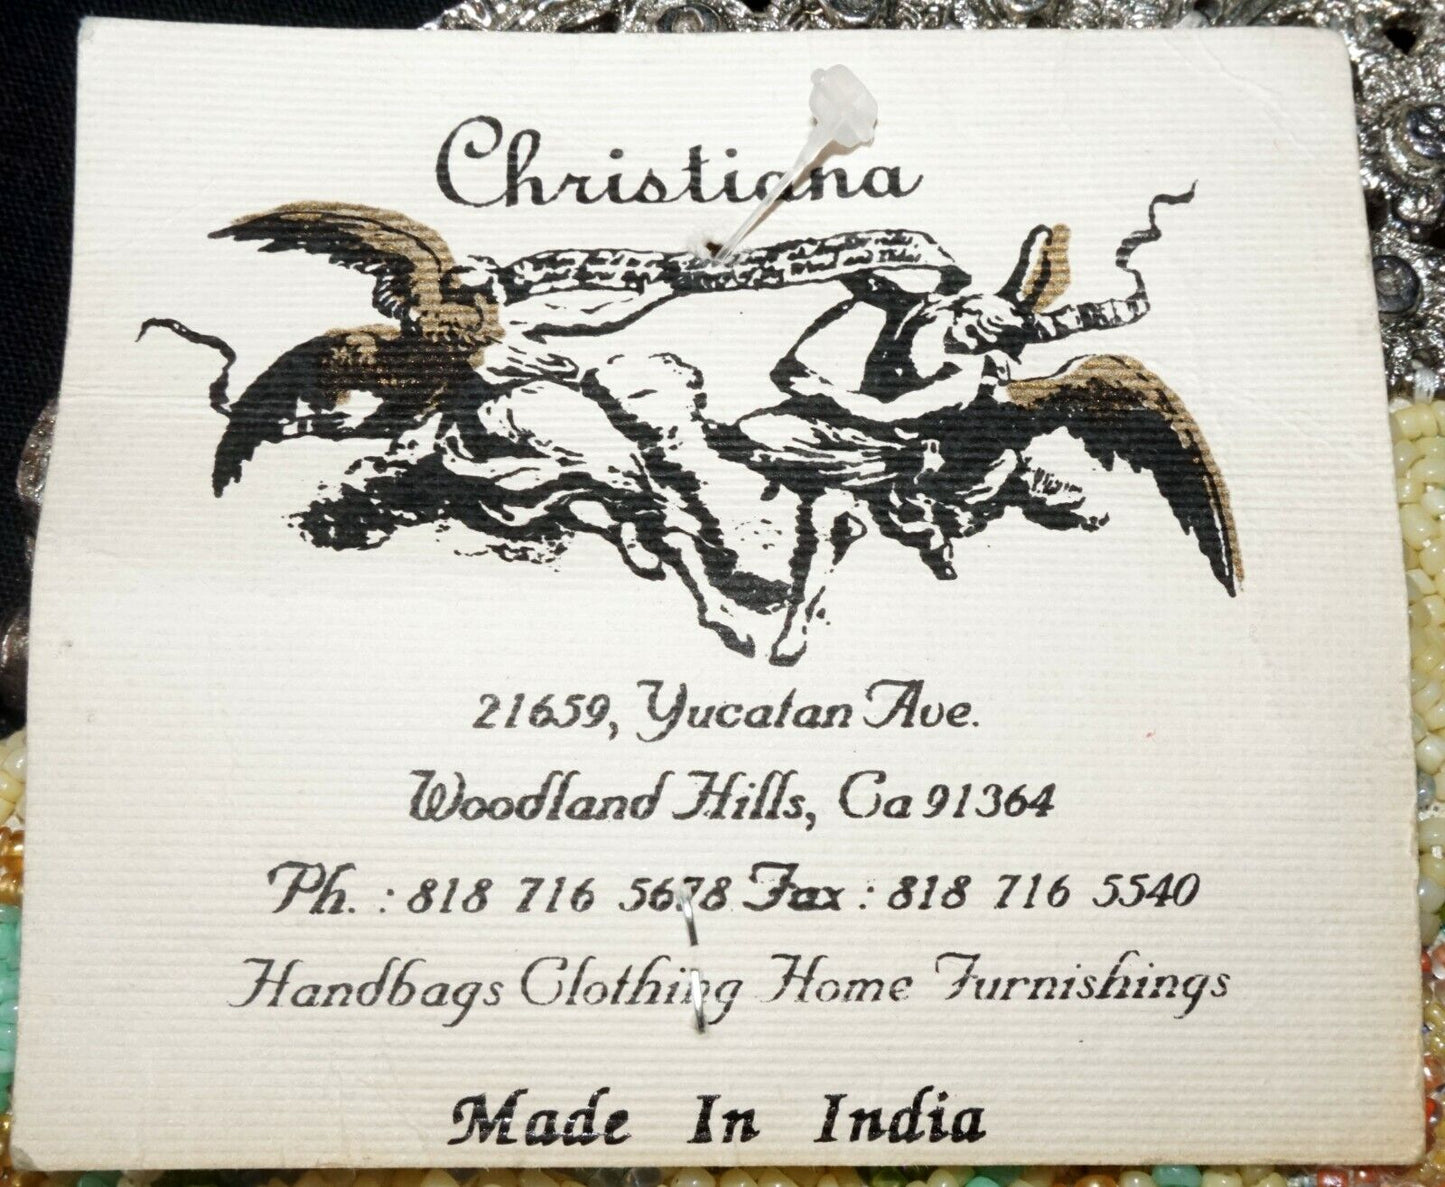 Christiana
21659, Yucatan Ave.
Woodland Hills, Ca 91364
Ph. : 818 716 5678 Fax : 818 716 5540
Handbags Clothing Home Furnishings
Made In India